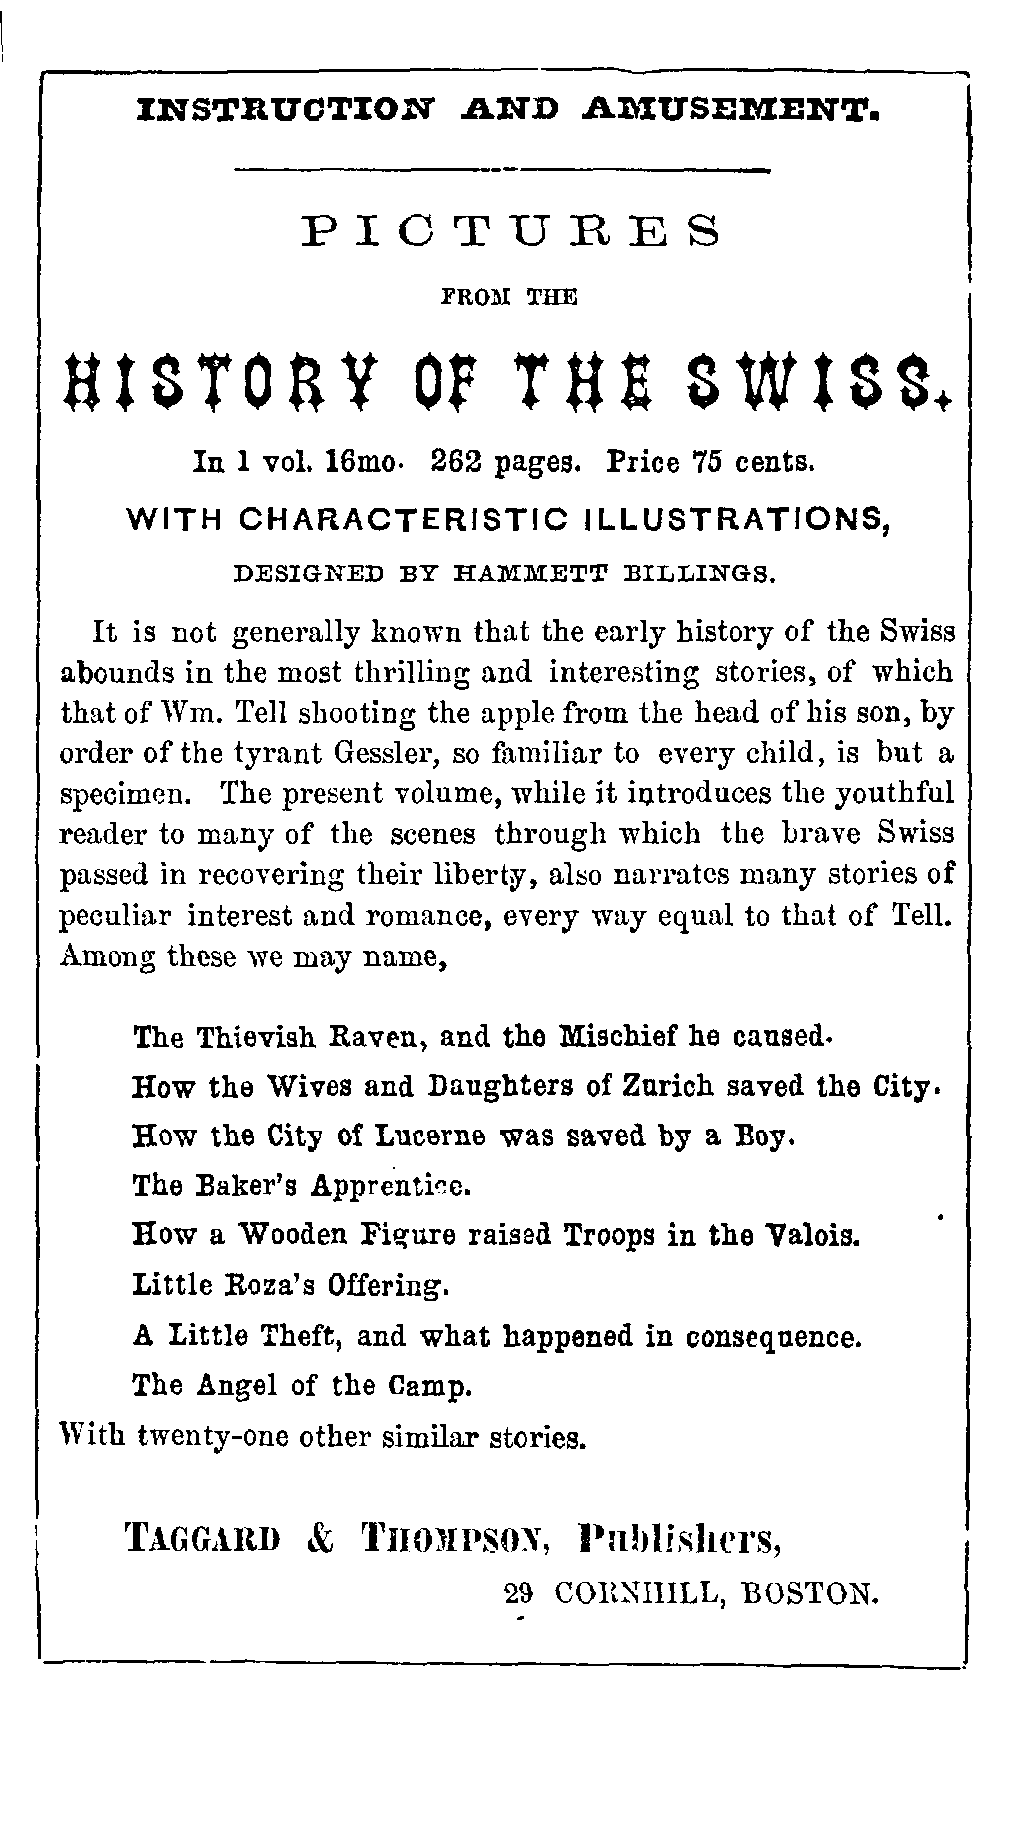 INSTRUCTION AND AMUSEMENT.
PICTURES
FROM THE
HISTORY OF THE SWISS.
In 1 vol. 16mo. 262 pages. Price 75 cents.
WITH CHARACTERISTIC ILLUSTRATIONS,
DESIGNED BY HAMMETT BILLINGS.
It is not generally known that the early history of the Swiss
abounds in the most thrilling and interesting stories, of which
that of Wm. Tell shooting the apple from the head of his son, by
order of the tyrant Gessler, so familiar to every child, is but a
specimen. The present volume, while it introduces the youthful
reader to many of the scenes through which the brave Swiss
passed in recovering their liberty, also narrates many stories of
peculiar interest and romance, every way equal to that of Tell.
Among these we may name,
The Thievish Raven, and the Mischief he caused.
How the Wives and Daughters of Zurich saved the City.
How the City of Lucerne was saved by a Boy.
The Baker's Apprentice.
How a Wooden Figure raised Troops in the Valois.
Little Roza's Offering.
A Little Theft, and what happened in consequence.
The Angel of the Camp.
With twenty-one other similar stories.
TAGGARD & THOMPSON, Publishers,
29 CORNHILL, BOSTON.